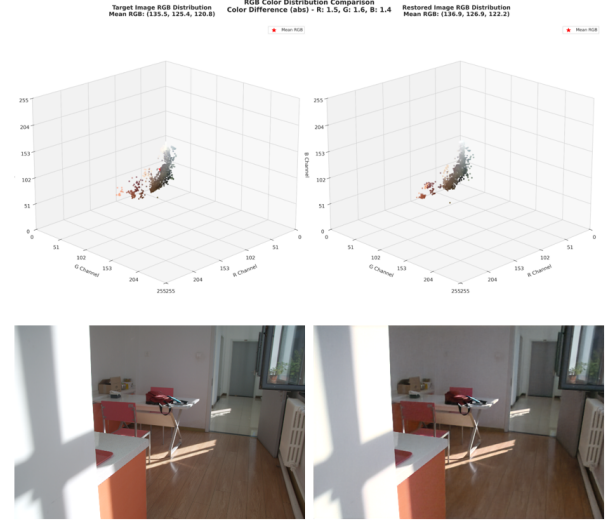 RGB Color Distribution Comparison
Color Difference (abs) - R: 1.5, G: 1.6, B: 1.4
Target Image RGB Distribution
Mean RGB: (135.5, 125.4, 120.8)
Mean RGB
255
204
153
102
51
0
0
51
102
153
204
255
G Channel
255
204
153
102
51
0
R Channel
B Channel
Restored Image RGB Distribution
Mean RGB: (136.9, 126.9, 122.2)
Mean RGB
255
204
153
102
51
0
0
51
102
153
204
255
G Channel
255
204
153
102
51
0
R Channel